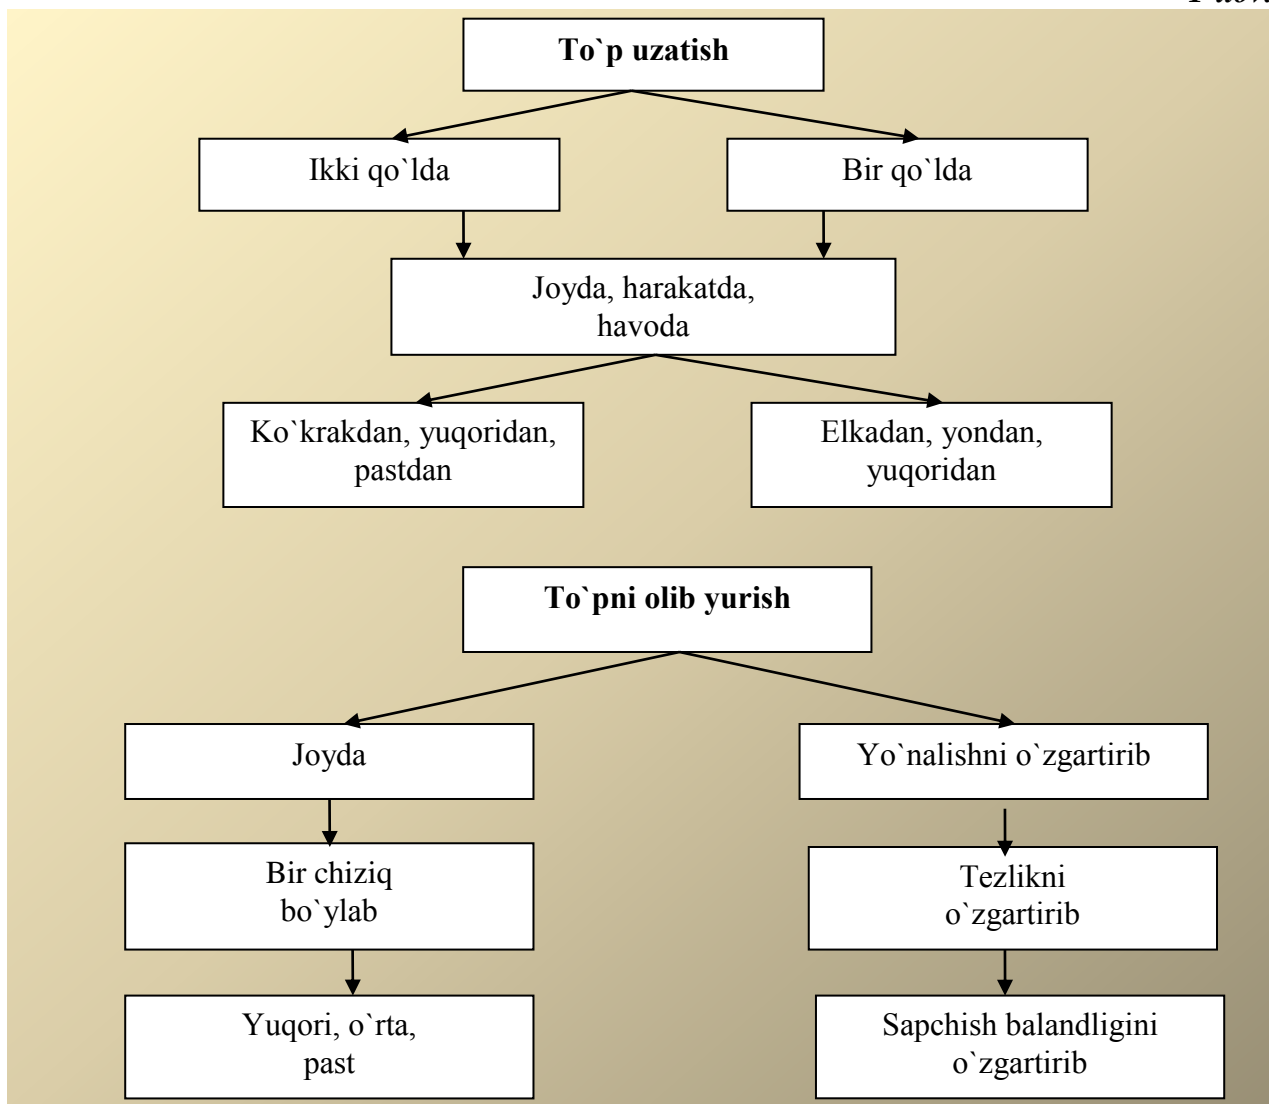 To`p uzatish
Ikki qo`lda
Bir qo`lda
Joyda, harakatda,
havoda
Ko`krakdan, yuqoridan,
pastdan
Elkadan, yondan,
yuqoridan
To`pni olib yurish
Joyda
Yo`nalishni o`zgartirib
Bir chiziq
bo`ylab
Tezlikni
o`zgartirib
Yuqori, o`rta,
past
Sapchish balandligini
o`zgartirib